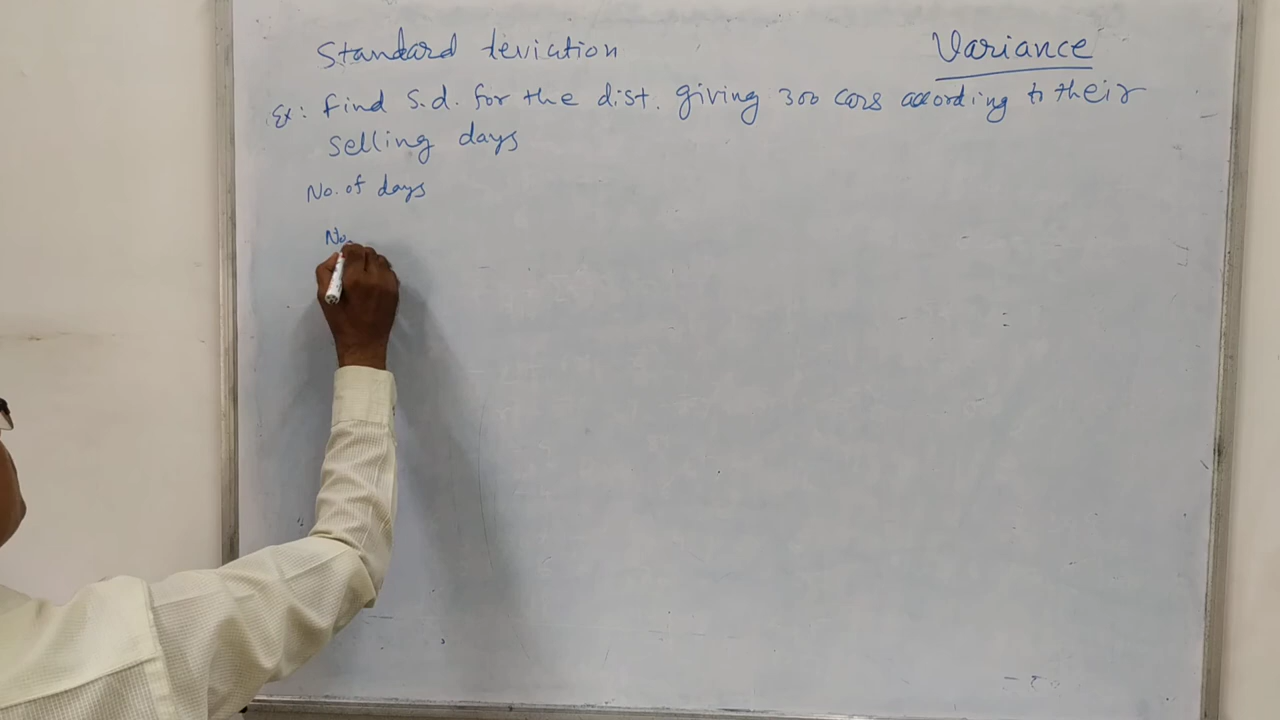 Standard deviation
Variance
Ex: Find S.d. for the dist. giving 300 cars according to their
selling days
No. of days
No.